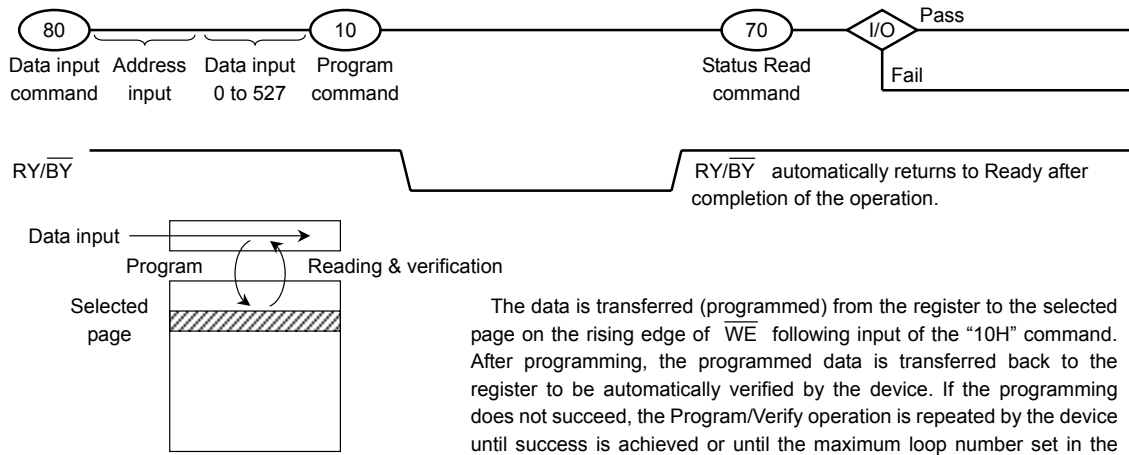 80 10 70 I/O Pass
Data input command
Address input
Data input 0 to 527
Program command
Status Read command
Fail
RY/BY
RY/BY automatically returns to Ready after
completion of the operation.
Data input
Program
Reading & verification
Selected
page
The data is transferred (programmed) from the register to the selected
page on the rising edge of WE following input of the “10H” command.
After programming, the programmed data is transferred back to the
register to be automatically verified by the device. If the programming
does not succeed, the Program/Verify operation is repeated by the device
until success is achieved or until the maximum loop number set in the